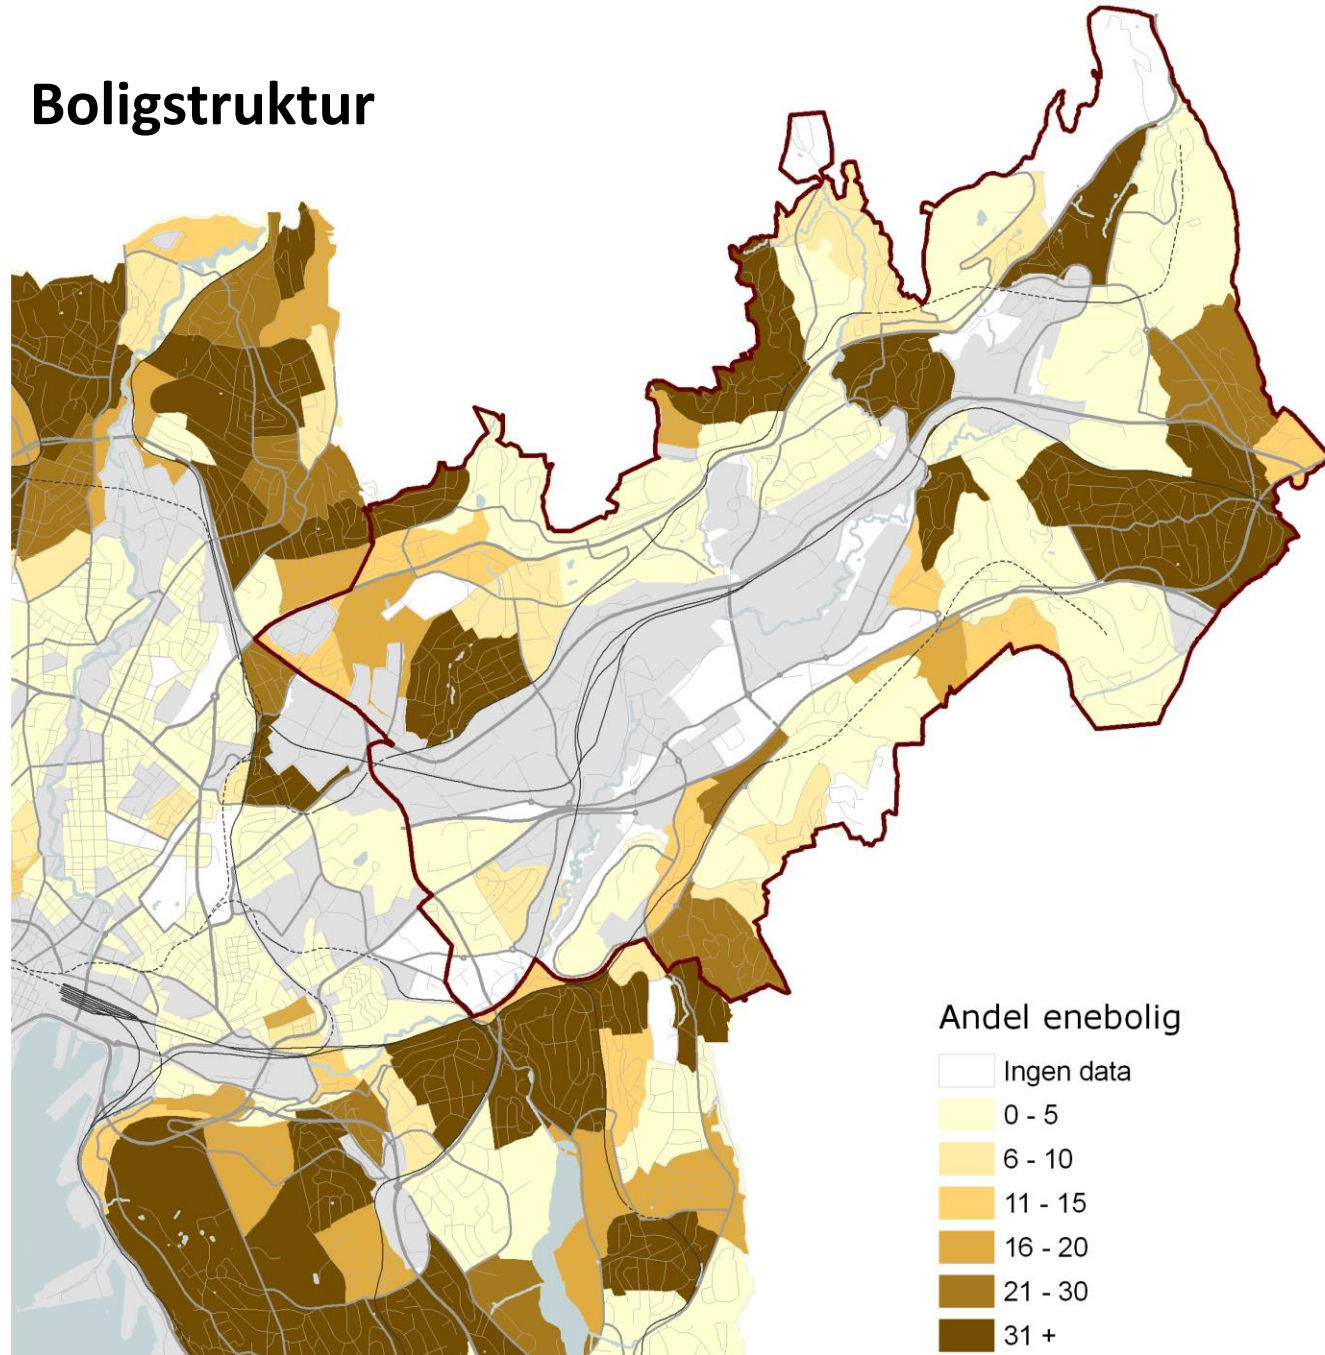 Boligstruktur
Andel enebolig
Ingen data
0 - 5
6 - 10
11 - 15
16 - 20
21 - 30
31 +